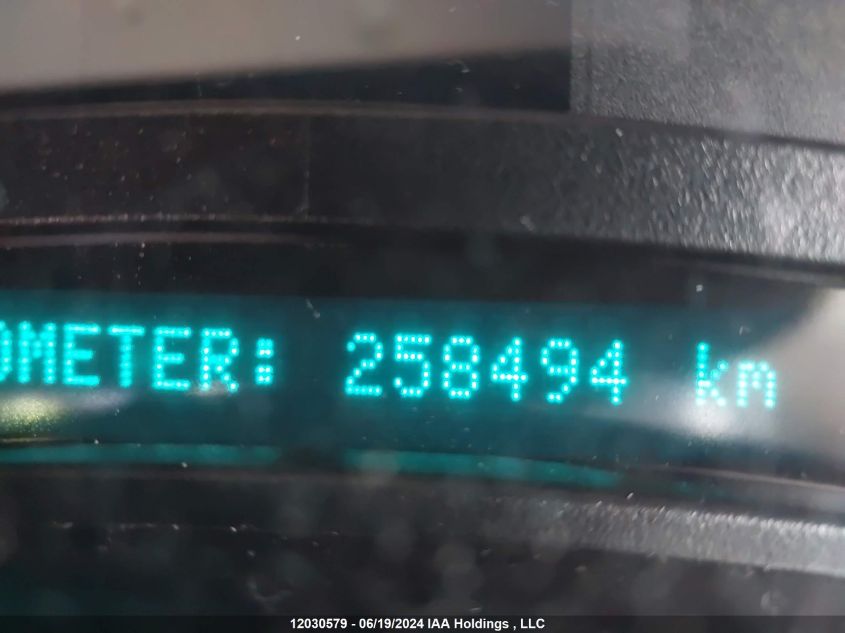 OMETER: 258494 km
12030579 - 06/19/2024 IAA Holdings , LLC